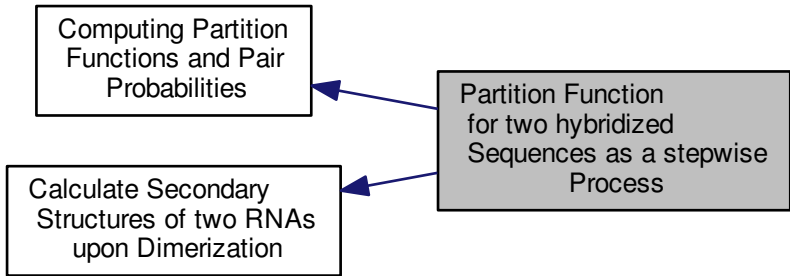 Computing Partition
Functions and Pair
Probabilities
Partition Function
for two hybridized
Sequences as a stepwise
Process
Calculate Secondary
Structures of two RNAs
upon Dimerization